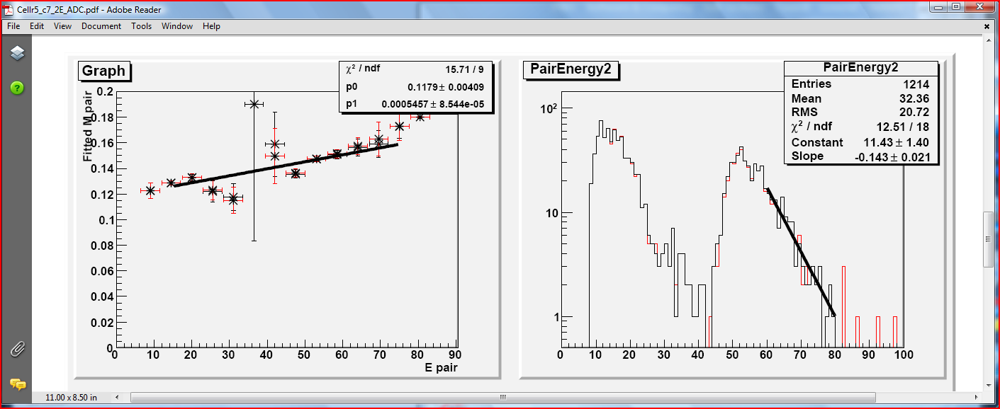 Cellr5_c7_2E_ADC.pdf - Adobe Reader
File Edit View Document Tools Window Help
Graph
χ² / ndf 15.71 / 9
p0 0.1179 ± 0.00409
p1 0.0005457 ± 8.544e-05
Fitted M pair
0.2
0.18
0.16
0.14
0.12
0.1
0.08
0.06
0.04
0.02
0
0 10 20 30 40 50 60 70 80 90
E pair
PairEnergy2
PairEnergy2
Entries 1214
Mean 32.36
RMS 20.72
χ² / ndf 12.51 / 18
Constant 11.43 ± 1.40
Slope -0.143 ± 0.021
10²
10
1
0 10 20 30 40 50 60 70 80 90 100
11.00 x 8.50 in